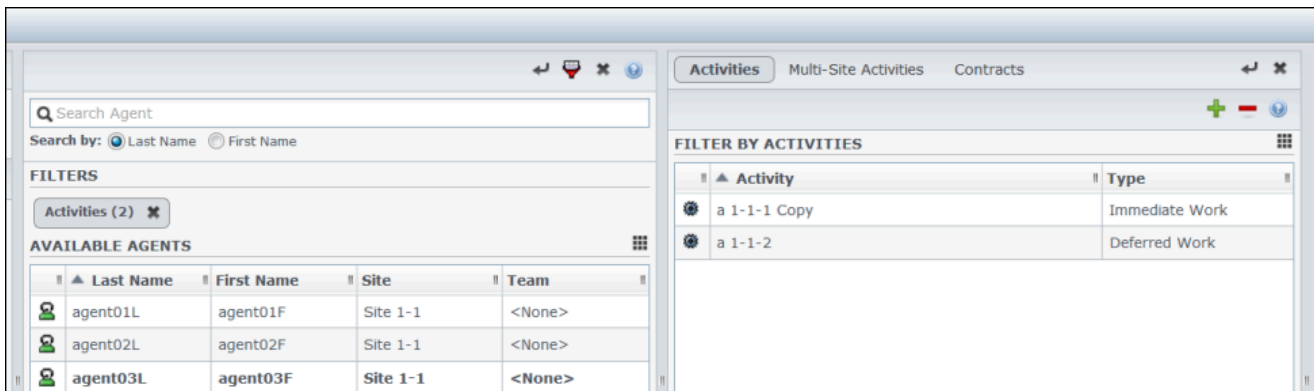 Search Agent
Search by: Last Name First Name
FILTERS
Activities (2)
AVAILABLE AGENTS
Last Name First Name Site Team
agent01L agent01F Site 1-1 <None>
agent02L agent02F Site 1-1 <None>
agent03L agent03F Site 1-1 <None>
Activities Multi-Site Activities Contracts
FILTER BY ACTIVITIES
Activity Type
a 1-1-1 Copy Immediate Work
a 1-1-2 Deferred Work